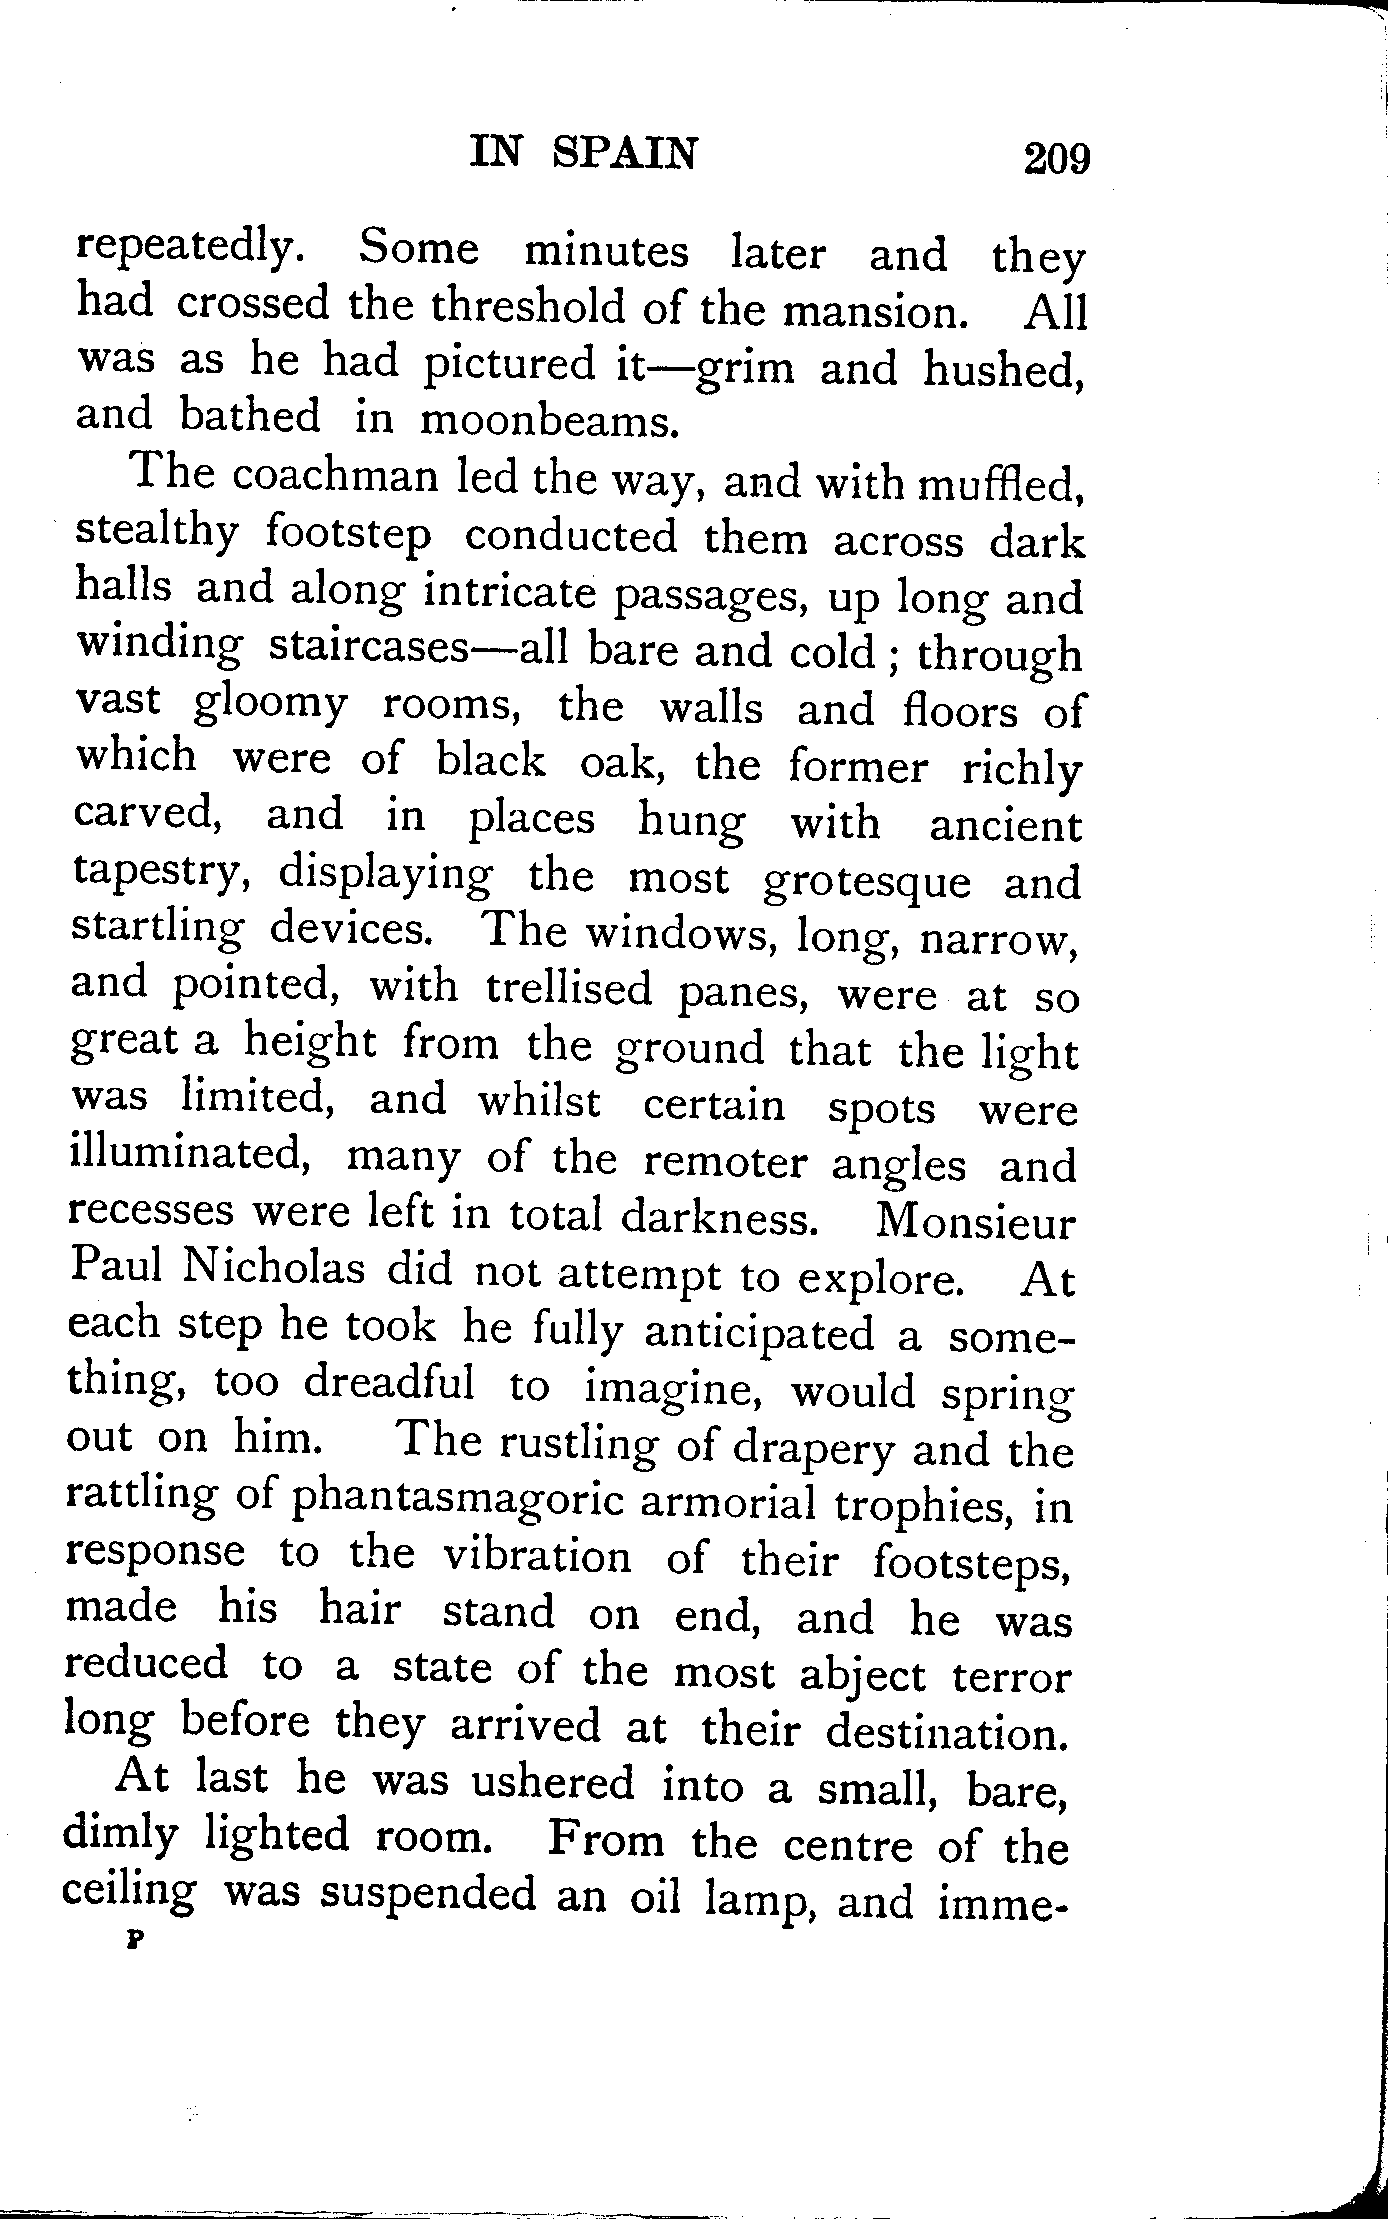 IN SPAIN 209
repeatedly. Some minutes later and they
had crossed the threshold of the mansion. All
was as he had pictured it—grim and hushed,
and bathed in moonbeams.
The coachman led the way, and with muffled,
stealthy footstep conducted them across dark
halls and along intricate passages, up long and
winding staircases—all bare and cold ; through
vast gloomy rooms, the walls and floors of
which were of black oak, the former richly
carved, and in places hung with ancient
tapestry, displaying the most grotesque and
startling devices. The windows, long, narrow,
and pointed, with trellised panes, were at so
great a height from the ground that the light
was limited, and whilst certain spots were
illuminated, many of the remoter angles and
recesses were left in total darkness. Monsieur
Paul Nicholas did not attempt to explore. At
each step he took he fully anticipated a some-
thing, too dreadful to imagine, would spring
out on him. The rustling of drapery and the
rattling of phantasmagoric armorial trophies, in
response to the vibration of their footsteps,
made his hair stand on end, and he was
reduced to a state of the most abject terror
long before they arrived at their destination.
At last he was ushered into a small, bare,
dimly lighted room. From the centre of the
ceiling was suspended an oil lamp, and imme-
P